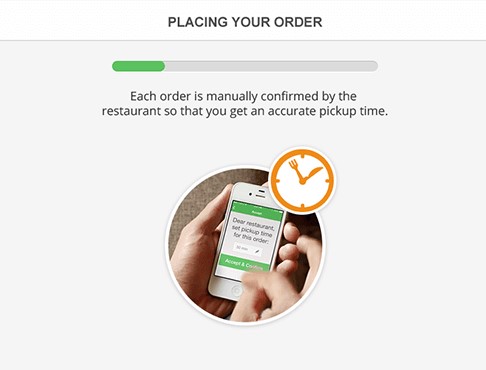 PLACING YOUR ORDER
Each order is manually confirmed by the
restaurant so that you get an accurate pickup time.
Accept
Dear restaurant,
set pickup time
for this order:
Accept & Confirm